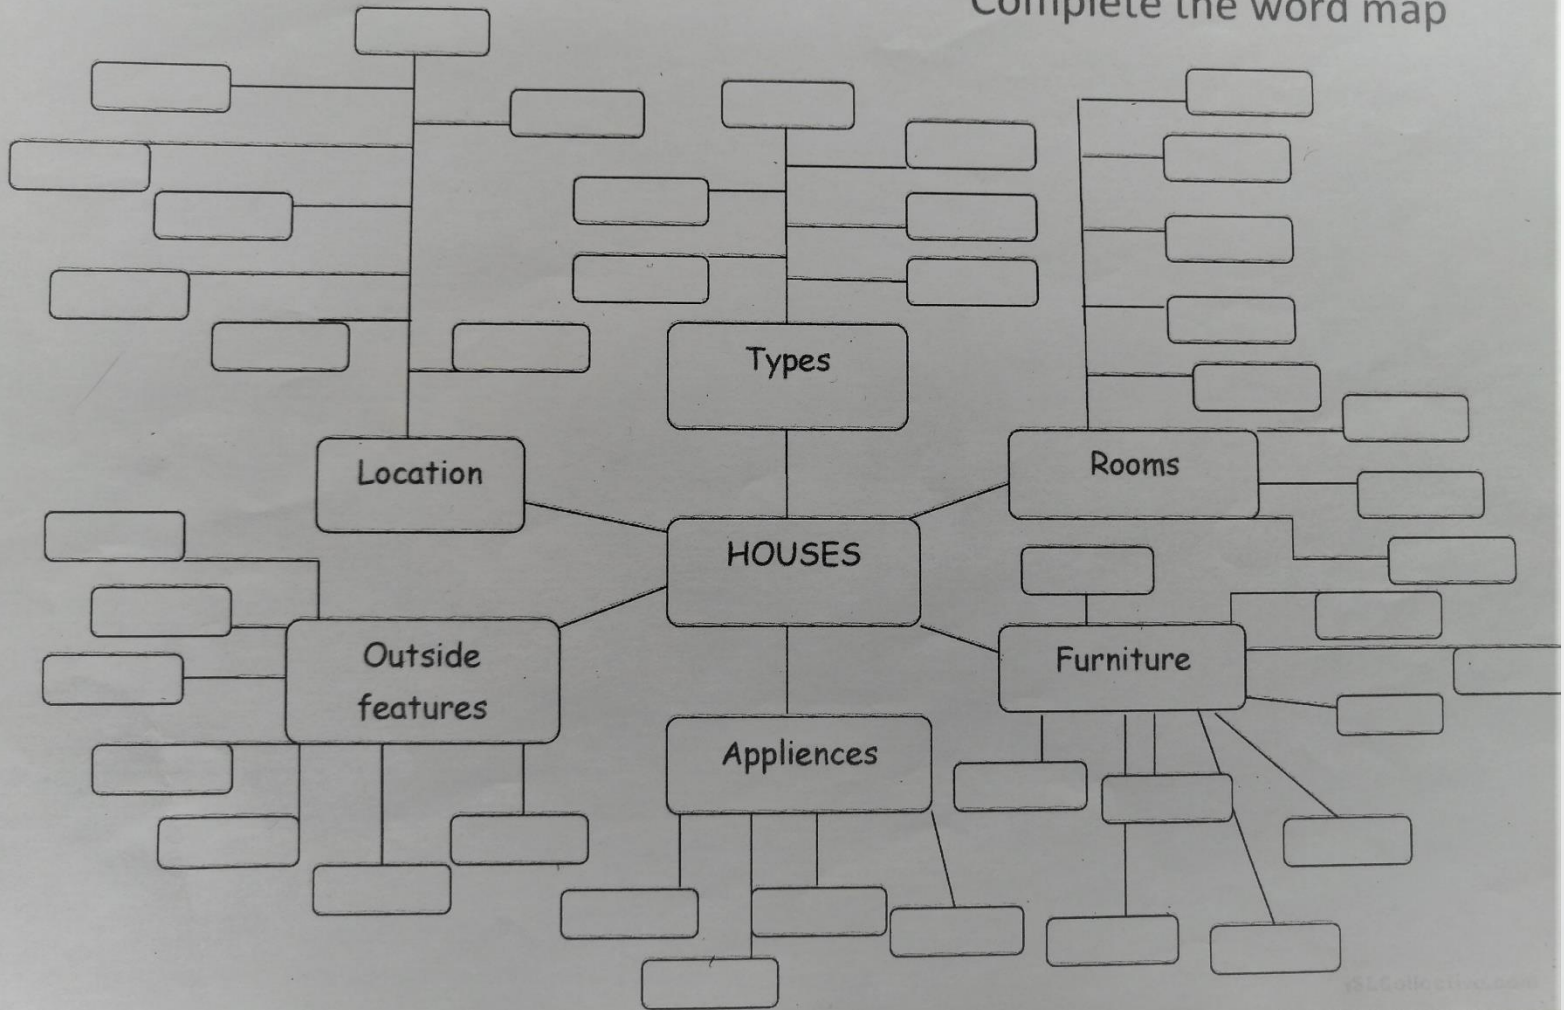 Complete the word map
Types
Location
Rooms
HOUSES
Outside
features
Furniture
Appliences